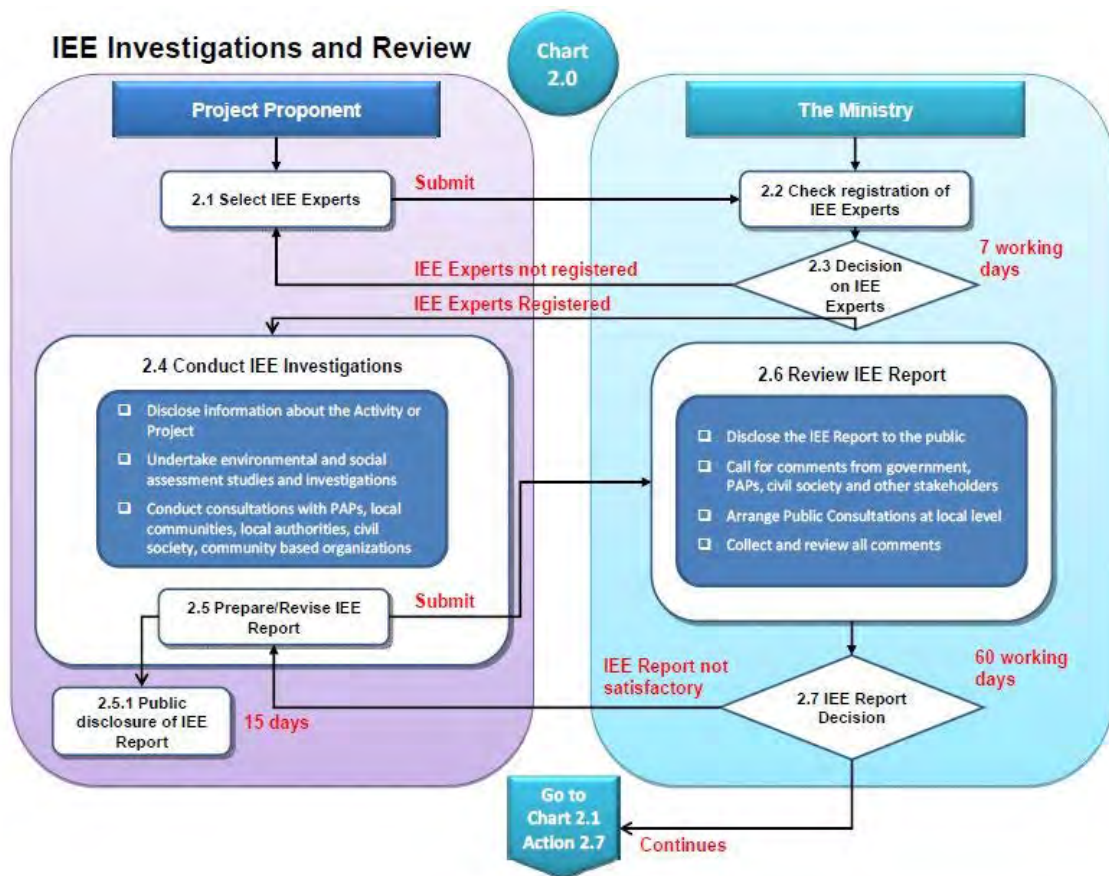 IEE Investigations and Review
Chart
2.0
Project Proponent
The Ministry
2.1 Select IEE Experts
Submit
2.2 Check registration of
IEE Experts
IEE Experts not registered
2.3 Decision
on IEE
Experts
7 working
days
IEE Experts Registered
2.4 Conduct IEE Investigations
Disclose information about the Activity or
Project
Undertake environmental and social
assessment studies and investigations
Conduct consultations with PAPs, local
communities, local authorities, civil
society, community based organizations
2.5 Prepare/Revise IEE
Report
Submit
2.6 Review IEE Report
Disclose the IEE Report to the public
Call for comments from government,
PAPs, civil society and other stakeholders
Arrange Public Consultations at local level
Collect and review all comments
2.5.1 Public
disclosure of IEE
Report
15 days
IEE Report not
satisfactory
2.7 IEE Report
Decision
60 working
days
Go to
Chart 2.1
Action 2.7
Continues